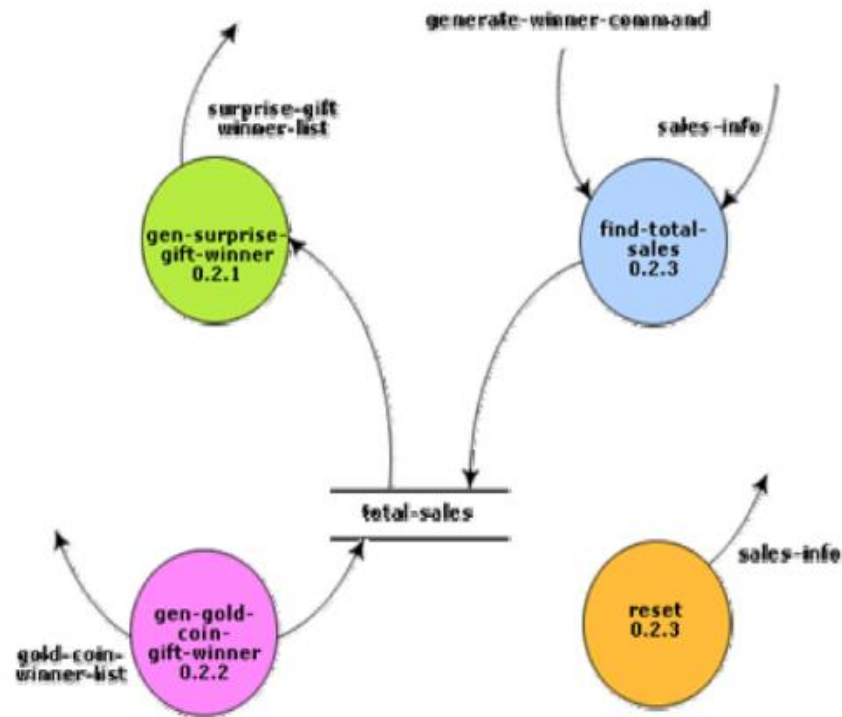 generate-winner-command
surprise-gift
winner-list
sales-info
gen-surprise-
gift-winner
0.2.1
find-total-
sales
0.2.3
total-sales
sales-info
gen-gold-
coin-
gift-winner
0.2.2
reset
0.2.3
gold-coin-
winner-list